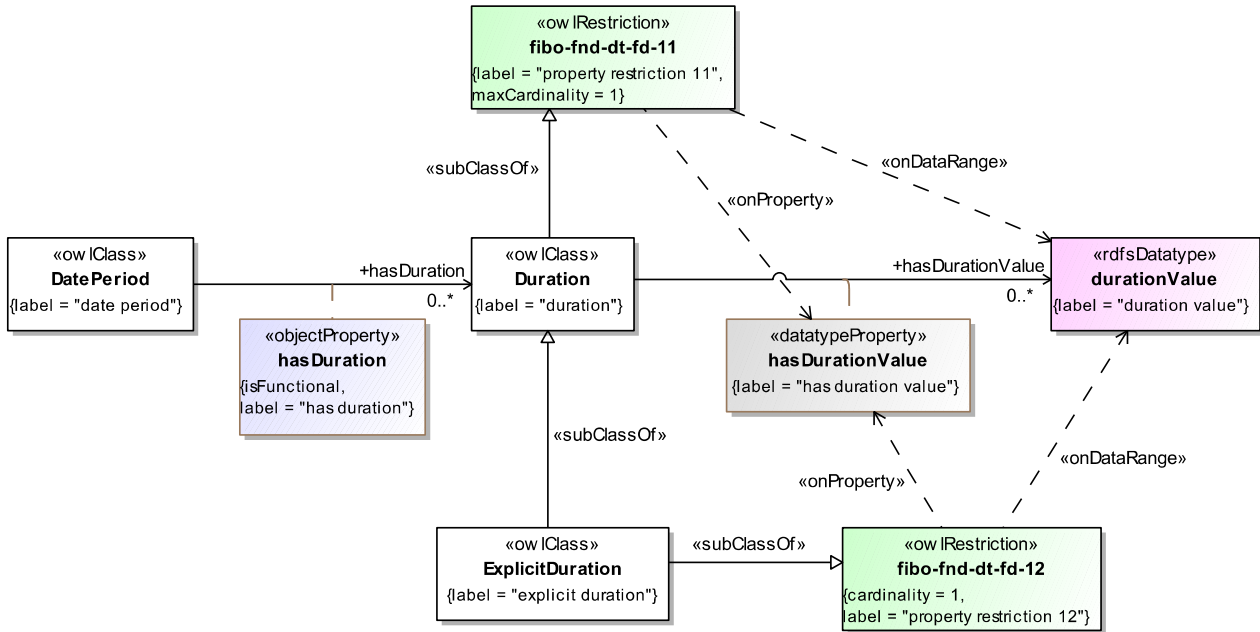 «owlRestriction»
fibo-fnd-dt-fd-11
{label = "property restriction 11",
maxCardinality = 1}
«subClassOf»
«onDataRange»
«onProperty»
«owlClass»
DatePeriod
{label = "date period"}
+hasDuration
0..*
«owlClass»
Duration
{label = "duration"}
+hasDurationValue
0..*
«rdfsDatatype»
durationValue
{label = "duration value"}
«objectProperty»
hasDuration
{isFunctional,
label = "has duration"}
«datatypeProperty»
hasDurationValue
{label = "has duration value"}
«subClassOf»
«onProperty»
«onDataRange»
«owlClass»
ExplicitDuration
{label = "explicit duration"}
«subClassOf»
«owlRestriction»
fibo-fnd-dt-fd-12
{cardinality = 1,
label = "property restriction 12"}